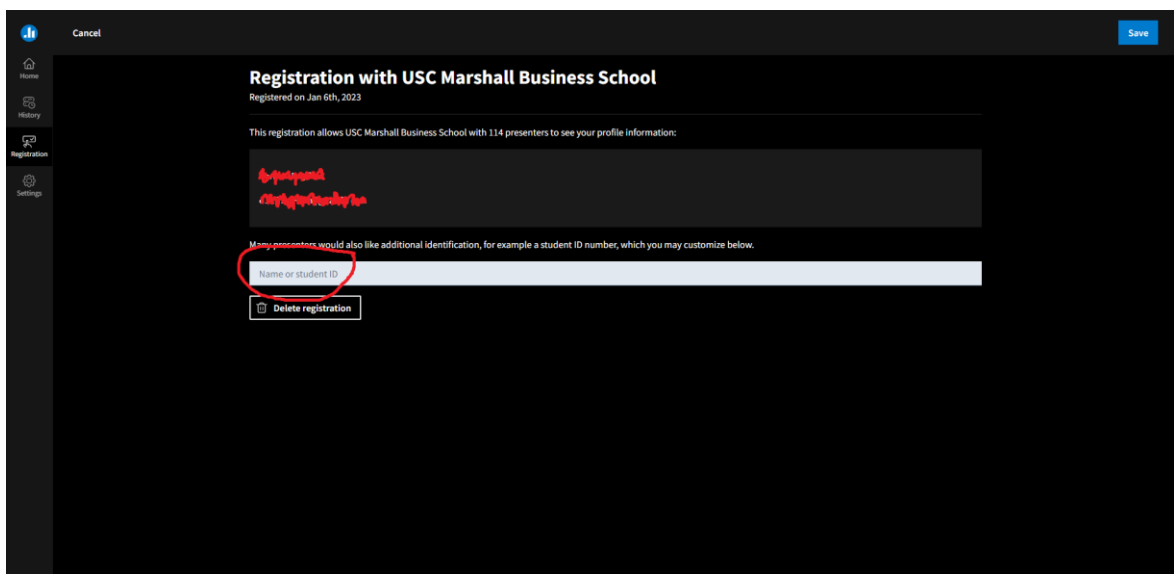 Cancel
Save
Home
History
Registration
Settings
Registration with USC Marshall Business School
Registered on Jan 6th, 2023
This registration allows USC Marshall Business School with 114 presenters to see your profile information:
Many presenters would also like additional identification, for example a student ID number, which you may customize below.
Name or student ID
Delete registration